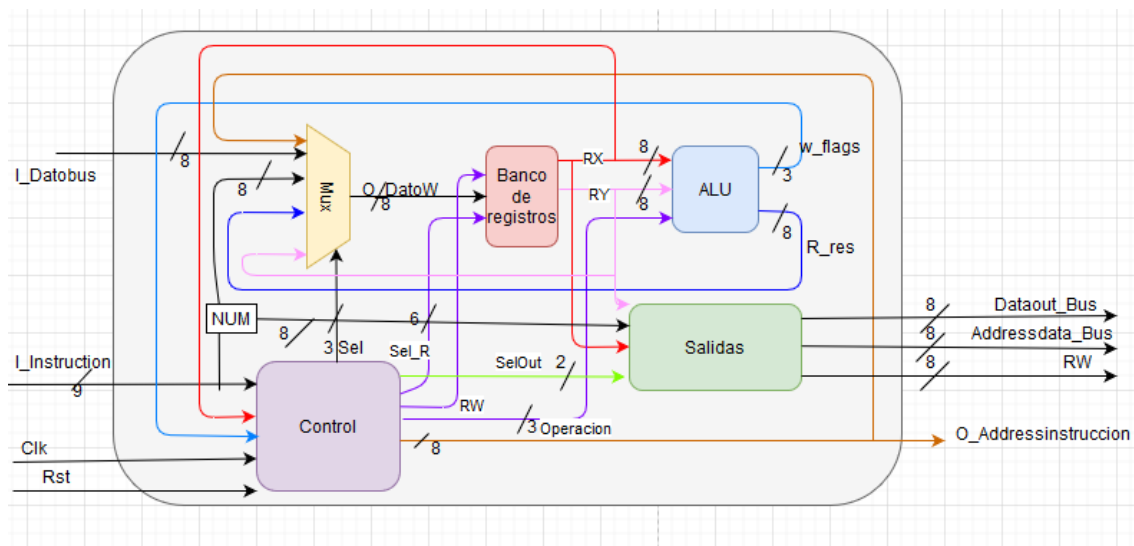 w_flags
8
3
I_Datobus
8
8
Mux
O_DatoW
8
Banco
de
registros
RX
8
RY
8
ALU
8
R_res
NUM
8
3
Sel
6
Sel_R
I_Instruction
9
Control
SelOut
2
RW
3
Operacion
Salidas
8
Dataout_Bus
8
Addressdata_Bus
8
RW
8
O_Addressinstruccion
Clk
Rst